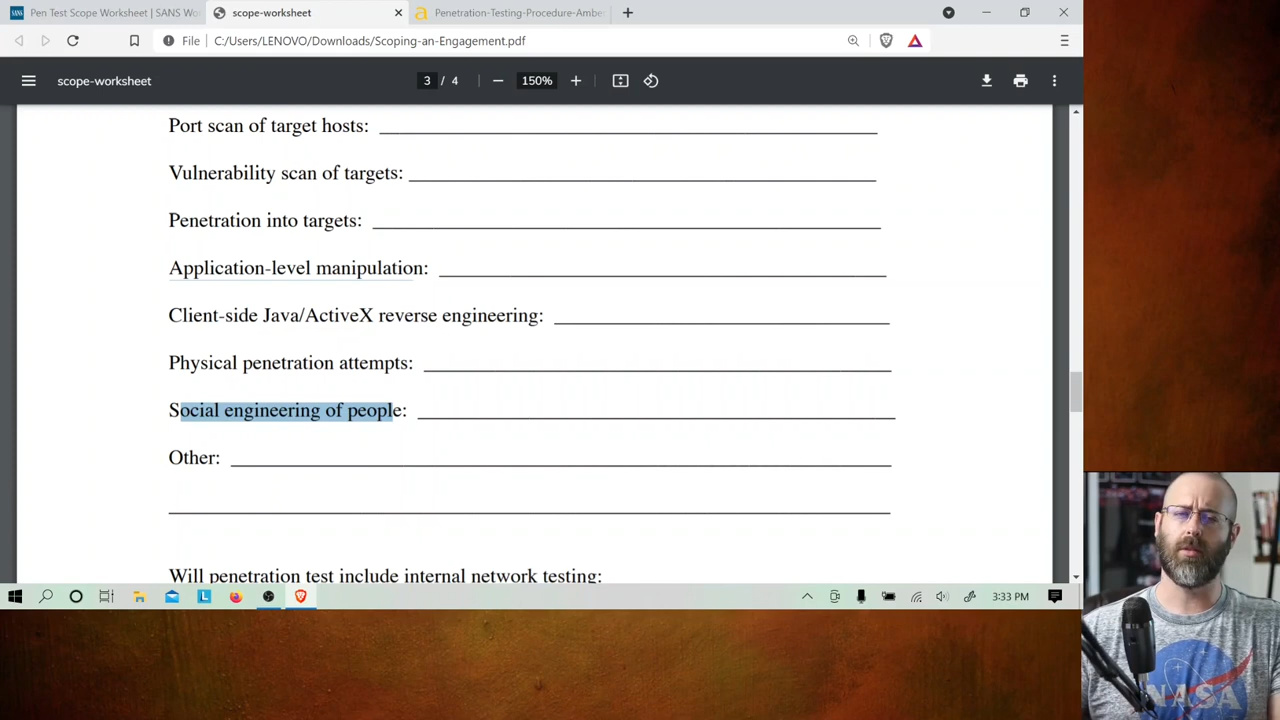 Pen Test Scope Worksheet | SANS Wo
scope-worksheet
Penetration-Testing-Procedure-Ambe
File
C:/Users/LENOVO/Downloads/Scoping-an-Engagement.pdf
scope-worksheet
3 / 4
150%
Port scan of target hosts:
Vulnerability scan of targets:
Penetration into targets:
Application-level manipulation:
Client-side Java/ActiveX reverse engineering:
Physical penetration attempts:
Social engineering of people:
Other:
Will penetration test include internal network testing:
3:33 PM
NASA